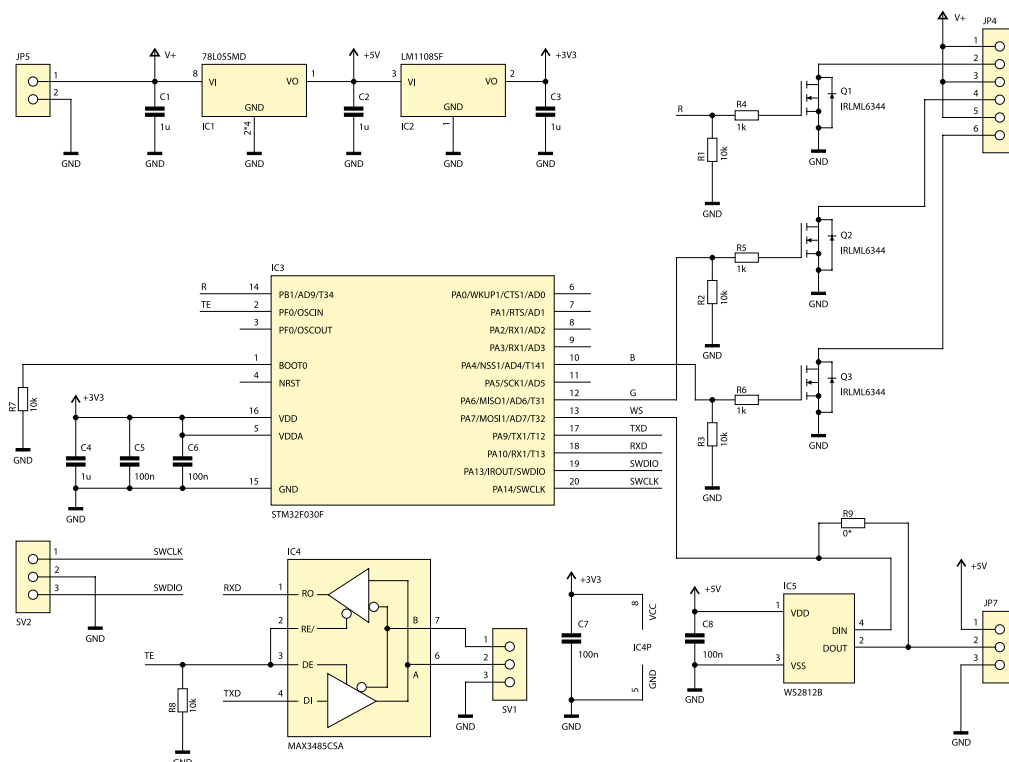 JP5
1
2
GND
V+
C1
1u
GND
78L05SMD
8
VI
VO
1
GND
IC1
2*4
GND
+5V
C2
1u
GND
LM1108SF
3
VI
VO
2
GND
IC2
1
GND
+3V3
C3
1u
GND
V+
JP4
1
2
3
4
5
6
R
R4
1k
R1
10k
GND
Q1
IRLML6344
GND
R5
1k
R2
10k
GND
Q2
IRLML6344
GND
R6
1k
R3
10k
GND
Q3
IRLML6344
GND
IC3
R
14
PB1/AD9/T34
TE
2
PF0/OSCIN
3
PF0/OSCOUT
1
BOOT0
4
NRST
16
VDD
5
VDDA
15
GND
PA0/WKUP1/CTS1/AD0
6
PA1/RTS/AD1
7
PA2/RX1/AD2
8
PA3/RX1/AD3
9
PA4/NSS1/AD4/T141
10
B
PA5/SCK1/AD5
11
PA6/MISO1/AD6/T31
12
G
PA7/MOSI1/AD7/T32
13
WS
PA9/TX1/T12
17
TXD
PA10/RX1/T13
18
RXD
PA13/IROUT/SWDIO
19
SWDIO
PA14/SWCLK
20
SWCLK
STM32F030F
R7
10k
GND
+3V3
C4
1u
C5
100n
C6
100n
GND
1
SWCLK
2
3
SWDIO
SV2
GND
IC4
RXD
1
RO
2
RE/
TE
3
DE
TXD
4
DI
B
7
6
A
MAX3485CSA
R8
10k
GND
1
2
3
SV1
GND
+3V3
C7
100n
GND
8
VCC
IC4P
GND
5
R9
0*
+5V
C8
100n
GND
IC5
1
VDD
3
VSS
DIN
4
DOUT
2
WS2812B
+5V
JP7
1
2
3
GND